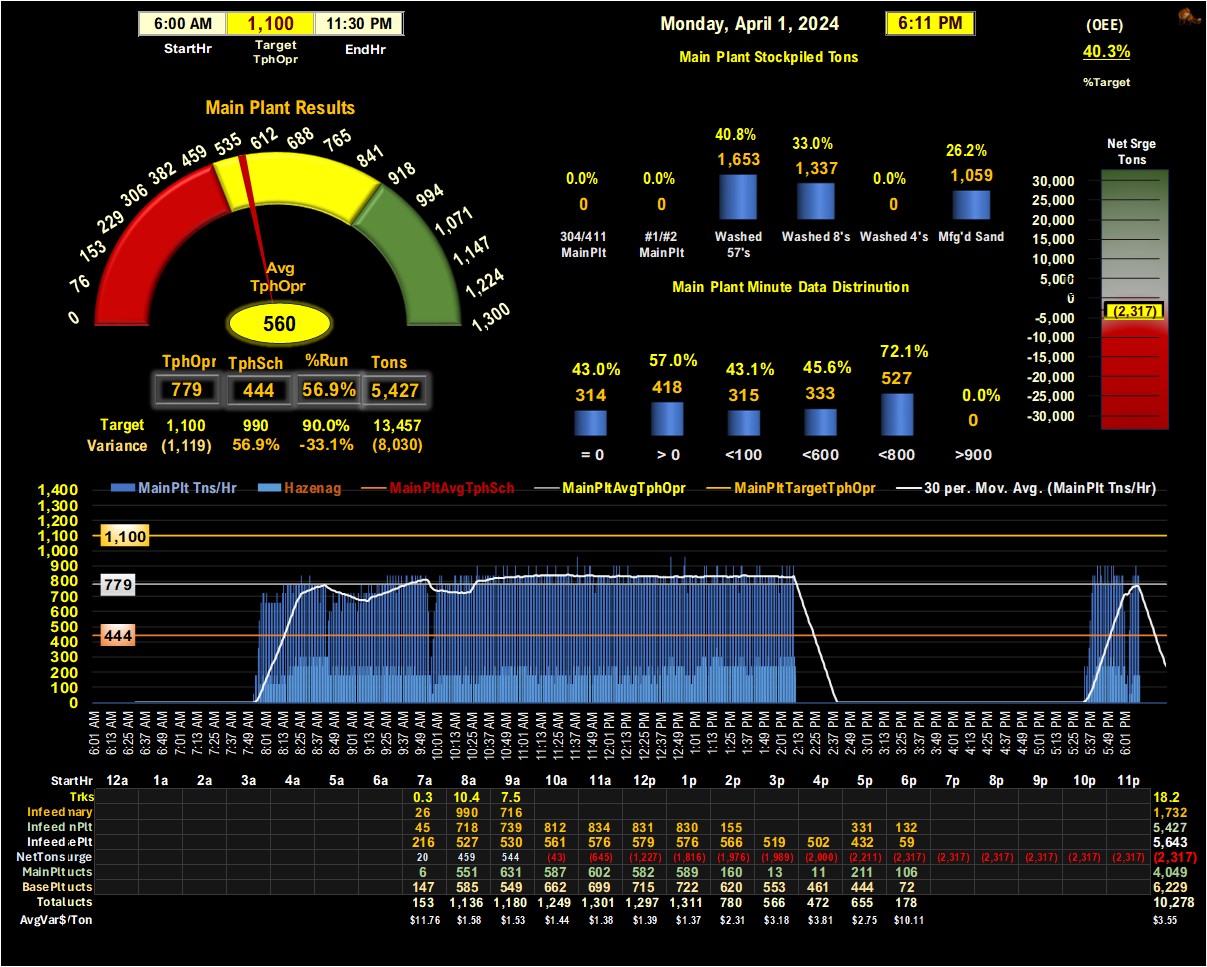 6:00 AM 1,100 11:30 PM
StartHr Target TphOpr EndHr
Monday, April 1, 2024 6:11 PM
(OEE)
40.3%
%Target
Main Plant Stockpiled Tons
Main Plant Results
0 76 153 229 306 382 459 535 612 688 765 841 918 994 1,071 1,147 1,224 1,300
Avg
TphOpr
560
TphOpr TphSch %Run Tons
779 444 56.9% 5,427
Target 1,100 990 90.0% 13,457
Variance (1,119) 56.9% -33.1% (8,030)
0.0% 0.0% 40.8% 33.0% 0.0% 26.2%
0 0 1,653 1,337 0 1,059
304/411 MainPlt #1/#2 MainPlt Washed 57's Washed 8's Washed 4's Mfg'd Sand
Main Plant Minute Data Distrinution
43.0% 57.0% 43.1% 45.6% 72.1% 0.0%
314 418 315 333 527 0
= 0 > 0 <100 <600 <800 >900
Net Srge
Tons
30,000
25,000
20,000
15,000
10,000
5,000
0
(2,317)
-5,000
-10,000
-15,000
-20,000
-25,000
-30,000
MainPlt Tns/Hr Hazenag MainPltAvgTphSch MainPltAvgTphOpr MainPltTargetTphOpr 30 per. Mov. Avg. (MainPlt Tns/Hr)
1,400
1,300
1,200
1,100
1,000
900
800
700
600
500
400
300
200
100
0
1,100
779
444
6:01 AM 6:13 AM 6:25 AM 6:37 AM 6:49 AM 7:01 AM 7:13 AM 7:25 AM 7:37 AM 7:49 AM 8:01 AM 8:13 AM 8:25 AM 8:37 AM 8:49 AM 9:01 AM 9:13 AM 9:25 AM 9:37 AM 9:49 AM 10:01 AM 10:13 AM 10:25 AM 10:37 AM 10:49 AM 11:01 AM 11:13 AM 11:25 AM 11:37 AM 11:49 AM 12:01 PM 12:13 PM 12:25 PM 12:37 PM 12:49 PM 1:01 PM 1:13 PM 1:25 PM 1:37 PM 1:49 PM 2:01 PM 2:13 PM 2:25 PM 2:37 PM 2:49 PM 3:01 PM 3:13 PM 3:25 PM 3:37 PM 3:49 PM 4:01 PM 4:13 PM 4:25 PM 4:37 PM 4:49 PM 5:01 PM 5:13 PM 5:25 PM 5:37 PM 5:49 PM 6:01 PM
StartHr 12a 1a 2a 3a 4a 5a 6a 7a 8a 9a 10a 11a 12p 1p 2p 3p 4p 5p 6p 7p 8p 9p 10p 11p
Trks 0.3 10.4 7.5 18.2
Infeed nary 26 990 716 1,732
Infeed nPlt 45 718 739 812 834 831 830 155 331 132 5,427
Infeed ePlt 216 527 530 561 576 579 576 566 519 502 432 59 5,643
NetTons urge 20 459 544 (43) (645) (1,227) (1,816) (1,976) (1,989) (2,000) (2,211) (2,317) (2,317) (2,317) (2,317) (2,317) (2,317) (2,317)
MainPlt ucts 6 551 631 587 602 582 589 160 13 11 211 106 4,049
BasePlt ucts 147 585 549 662 699 715 722 620 553 461 444 72 6,229
Total ucts 153 1,136 1,180 1,249 1,301 1,297 1,311 780 566 472 655 178 10,278
AvgVar$/Ton $11.76 $1.58 $1.53 $1.44 $1.38 $1.39 $1.37 $2.31 $3.18 $3.81 $2.75 $10.11 $3.55